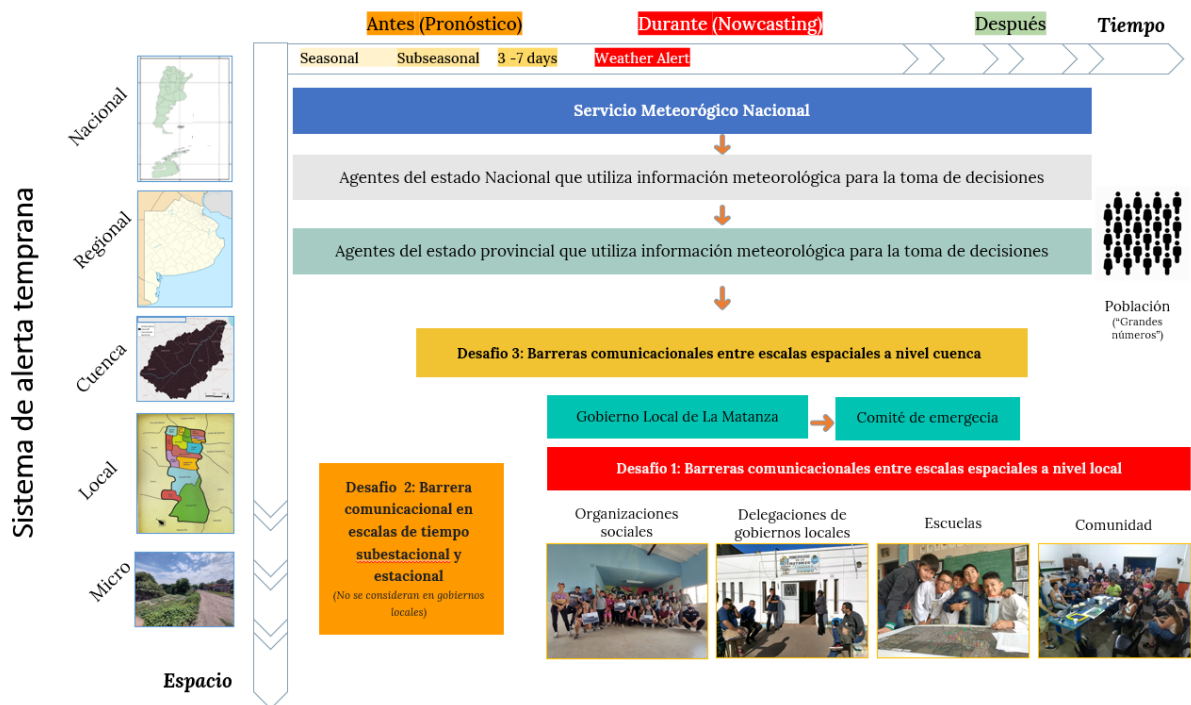 Antes (Pronóstico)
Durante (Nowcasting)
Después
Tiempo
Seasonal
Subseasonal
3 -7 days
Weather Alert
Sistema de alerta temprana
Nacional
Regional
Cuenca
Local
Micro
Espacio
Servicio Meteorógico Nacional
Agentes del estado Nacional que utiliza información meteorológica para la toma de decisiones
Agentes del estado provincial que utiliza información meteorológica para la toma de decisiones
Población
("Grandes
números")
Desafío 3: Barreras comunicacionales entre escalas espaciales a nivel cuenca
Gobierno Local de La Matanza
Comité de emergecia
Desafío 1: Barreras comunicacionales entre escalas espaciales a nivel local
Desafío 2: Barrera
comunicacional en
escalas de tiempo
subestacional y
estacional
(No se consideran en gobiernos
locales)
Organizaciones
sociales
Delegaciones de
gobiernos locales
Escuelas
Comunidad